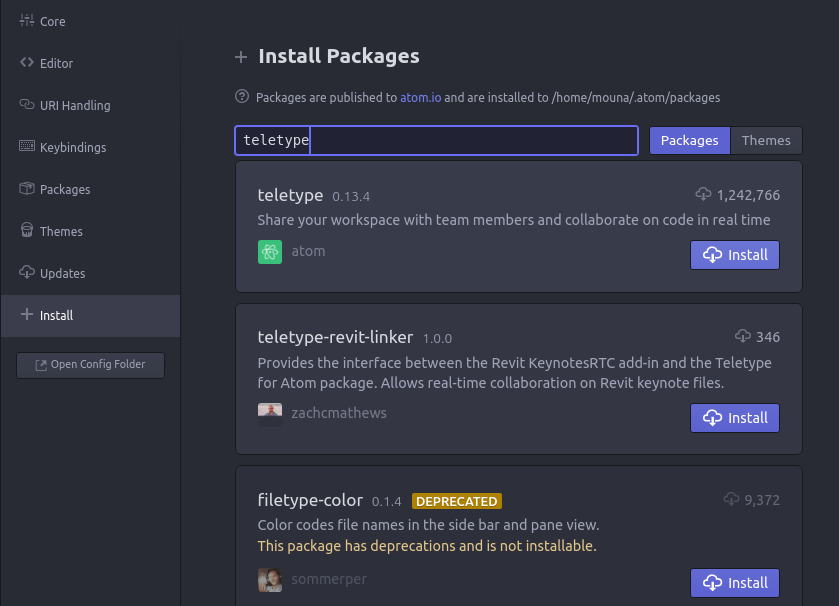 Core
Editor
URI Handling
Keybindings
Packages
Themes
Updates
Install
Open Config Folder
Install Packages
Packages are published to atom.io and are installed to /home/mouna/.atom/packages
teletype
Packages Themes
teletype 0.13.4 1,242,766
Share your workspace with team members and collaborate on code in real time
atom Install
teletype-revit-linker 1.0.0 346
Provides the interface between the Revit KeynotesRTC add-in and the Teletype
for Atom package. Allows real-time collaboration on Revit keynote files.
zachcmathews Install
filetype-color 0.1.4 DEPRECATED 9,372
Color codes file names in the side bar and pane view.
This package has deprecations and is not installable.
sommerper Install